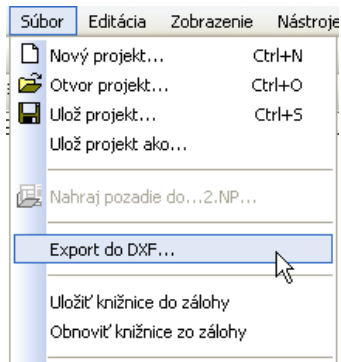 Súbor Editácia Zobrazenie Nástroje
Nový projekt... Ctrl+N
Otvor projekt... Ctrl+O
Ulož projekt... Ctrl+S
Ulož projekt ako...
Nahraj pozadie do...2.NP...
Export do DXF...
Uložiť knižnice do zálohy
Obnoviť knižnice zo zálohy